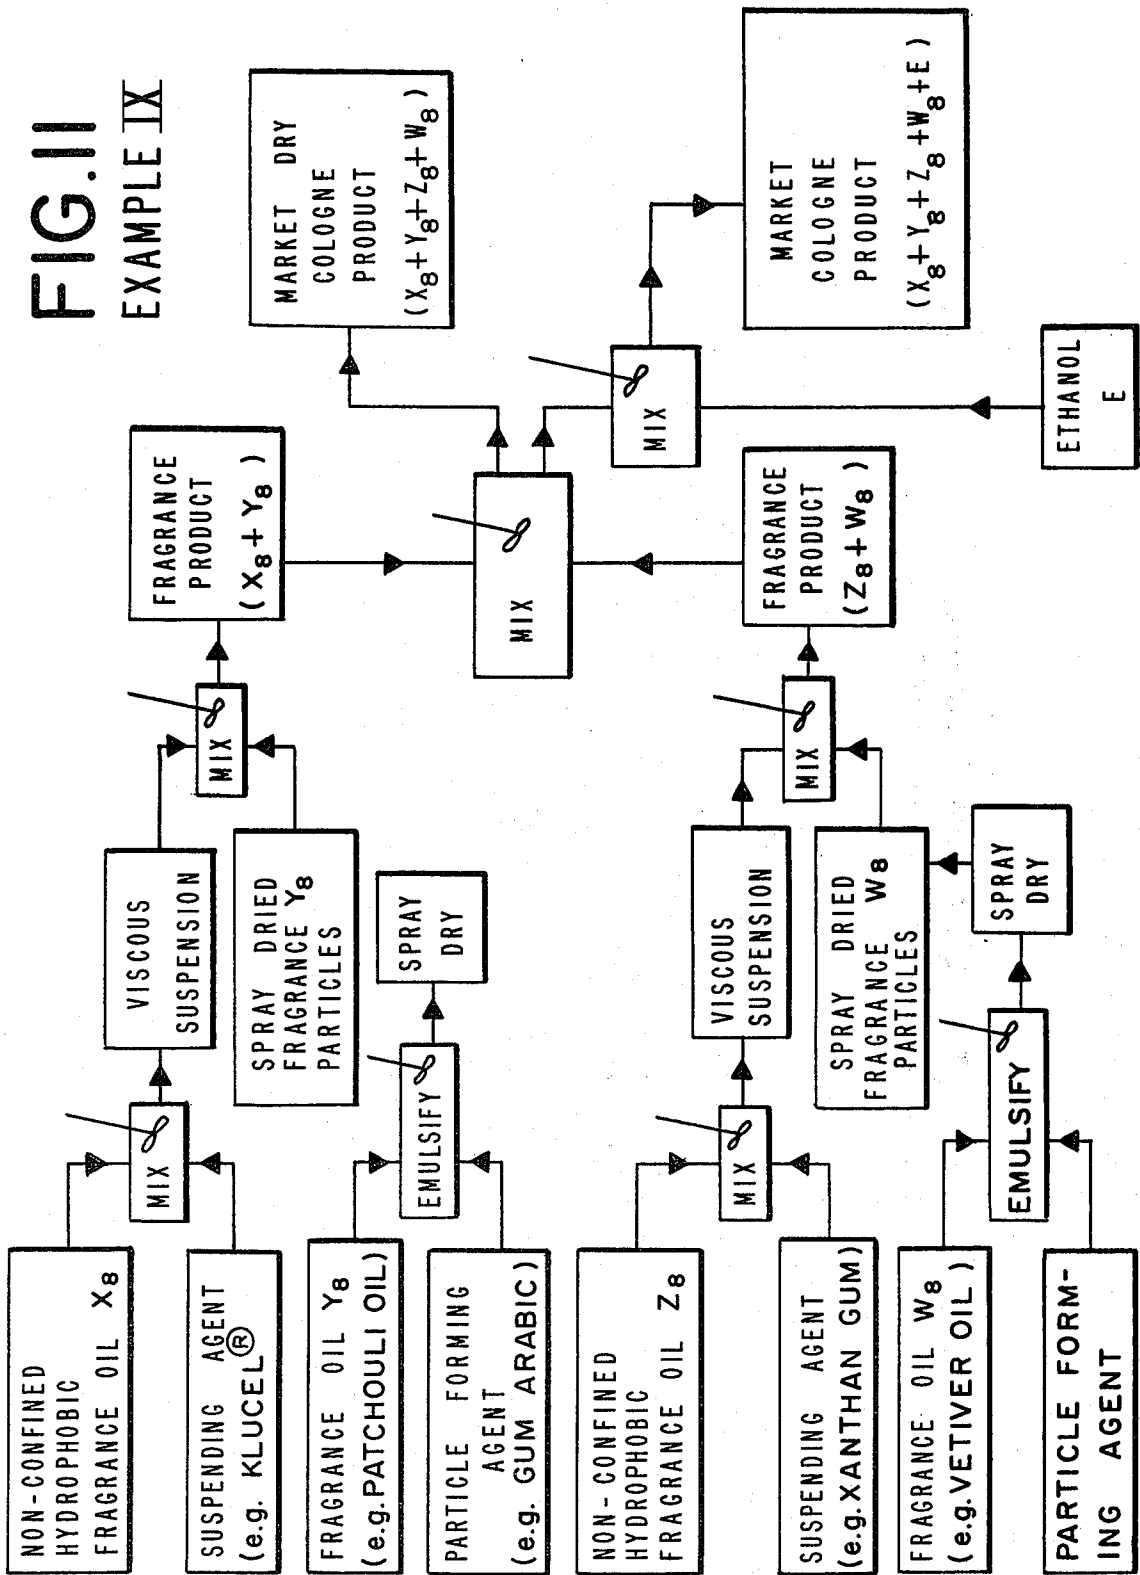 FIG.III
EXAMPLE IX
NON-CONFINED
HYDROPHOBIC
FRAGRANCE OIL X₈
SUSPENDING AGENT
(e.g. KLUCEL®)
MIX
VISCOUS
SUSPENSION
SPRAY DRIED
FRAGRANCE Y₈
PARTICLES
MIX
FRAGRANCE
PRODUCT
(X₈+Y₈)
FRAGRANCE OIL Y₈
(e.g.PATCHOULI OIL)
PARTICLE FORMING
AGENT
(e.g. GUM ARABIC)
EMULSIFY
SPRAY
DRY
MIX
MARKET DRY
COLOGNE
PRODUCT
(X₈+Y₈+Z₈+W₈)
NON-CONFINED
HYDROPHOBIC
FRAGRANCE OIL Z₈
SUSPENDING AGENT
(e.g.XANTHAN GUM)
MIX
VISCOUS
SUSPENSION
SPRAY DRIED
FRAGRANCE W₈
PARTICLES
MIX
FRAGRANCE
PRODUCT
(Z₈+W₈)
MIX
MARKET
COLOGNE
PRODUCT
(X₈+Y₈+Z₈+W₈+E)
FRAGRANCE OIL W₈
(e.g.VETIVER OIL)
PARTICLE FORM-
ING AGENT
EMULSIFY
SPRAY
DRY
ETHANOL
E